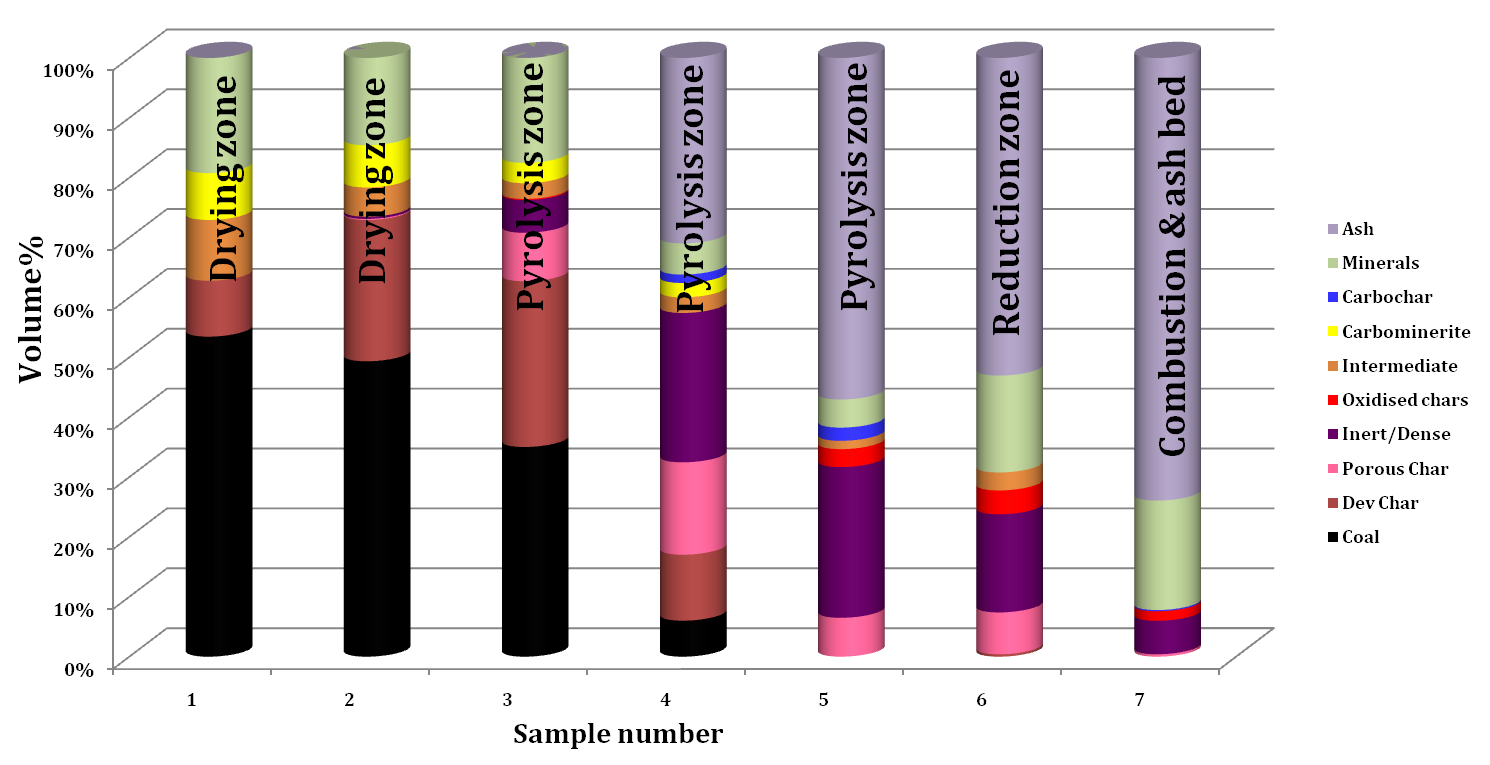 Volume%
100%
90%
80%
70%
60%
50%
40%
30%
20%
10%
0%
Drying zone
Drying zone
Pyrolysis zone
Pyrolysis zone
Pyrolysis zone
Reduction zone
Combustion & ash bed
1
2
3
4
5
6
7
Sample number
Ash
Minerals
Carbochar
Carbominerite
Intermediate
Oxidised chars
Inert/Dense
Porous Char
Dev Char
Coal